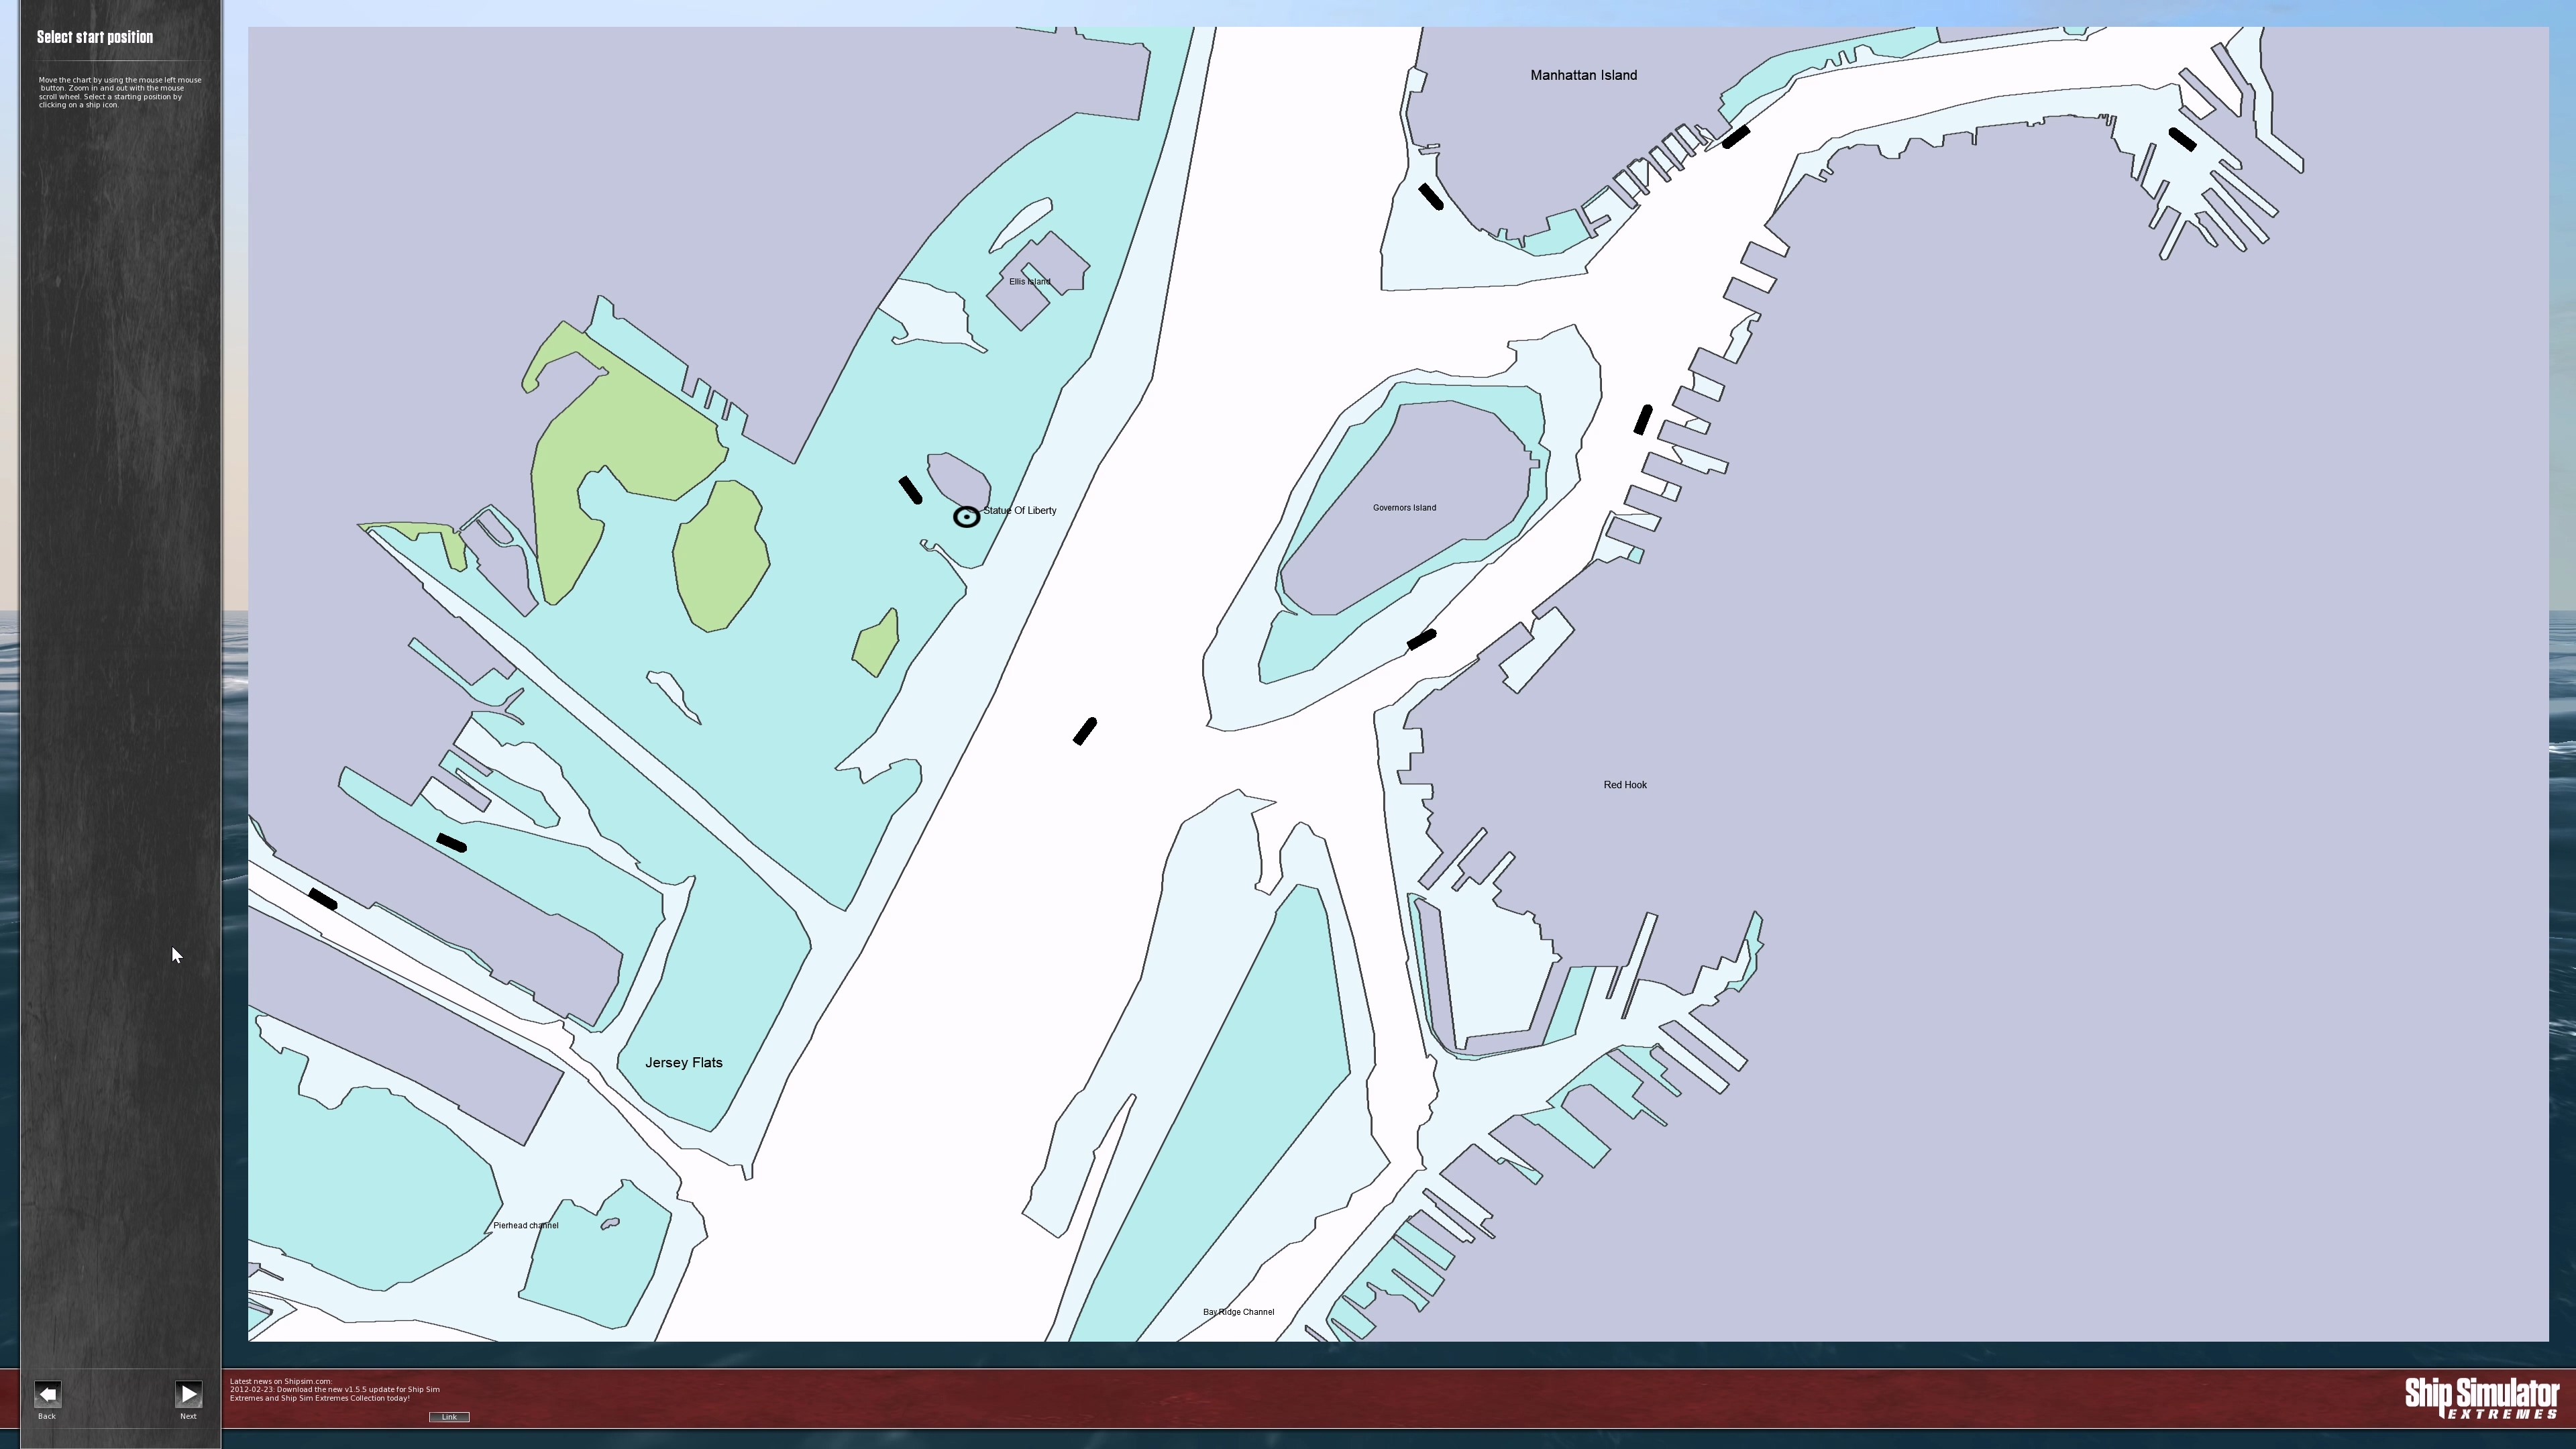 Select start position
Move the chart by using the mouse left mouse
button. Zoom in and out with the mouse
scroll wheel. Select a starting position by
clicking on a ship icon.
Manhattan Island
Ellis Island
Statue Of Liberty
Governors Island
Red Hook
Jersey Flats
Pierhead channel
Bay Ridge Channel
Back
Next
Latest news on Shipsim.com:
2012-02-23: Download the new v1.5.5 update for Ship Sim
Extremes and Ship Sim Extremes Collection today!
Link
Ship Simulator
EXTREMES